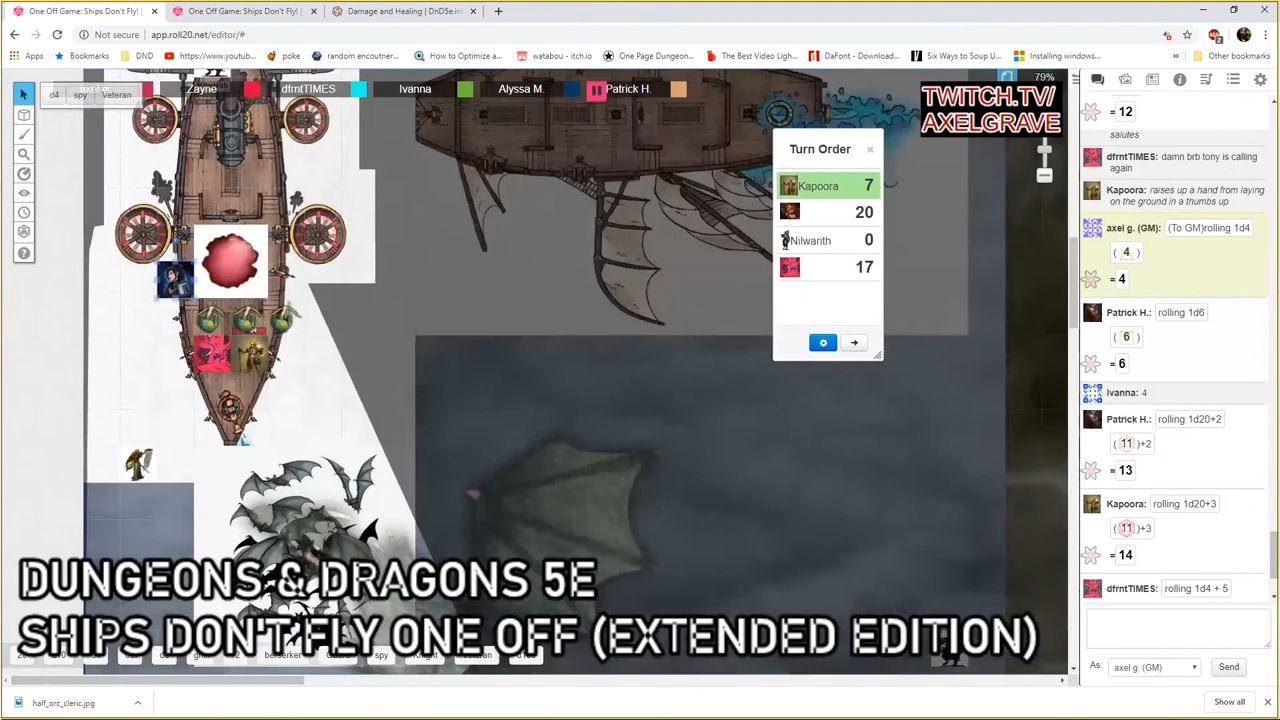 One Off Game: Ships Don't Fly!
One Off Game: Ships Don't Fly!
Damage and Healing | DnD5e.in
Not secure | app.roll20.net/editor/#
Apps
Bookmarks
DND
https://www.youtu...
poke
random encoutner...
How to Optimize a...
watabou | itch.io
One Page Dungeon...
The Best Video Ligh...
DaFont - Download...
Six Ways to Soup U...
Installing windows...
Other bookmarks
d4
spy
Veteran
Zayne
dfrntTIMES
Ivanna
Alyssa M.
Patrick H.
79%
TWITCH.TV/
AXELGRAVE
Turn Order
Kapoora 7
20
Nilwarith 0
17
= 12
salutes
dfrntTIMES: damn brb tony is calling
again
Kapoora: raises up a hand from laying
on the ground in a thumbs up
axel g. (GM): (To GM)rolling 1d4
( 4 )
= 4
Patrick H.: rolling 1d6
( 6 )
= 6
Ivanna: 4
Patrick H.: rolling 1d20+2
( 11 )+2
= 13
Kapoora: rolling 1d20+3
( 11 )+3
= 14
dfrntTIMES: rolling 1d4 + 5
DUNGEONS & DRAGONS 5E
SHIPS DON'T FLY ONE OFF (EXTENDED EDITION)
berserker
spy
Knight
veteran
As: axel g. (GM)
Send
half_orc_cleric.jpg
Show all